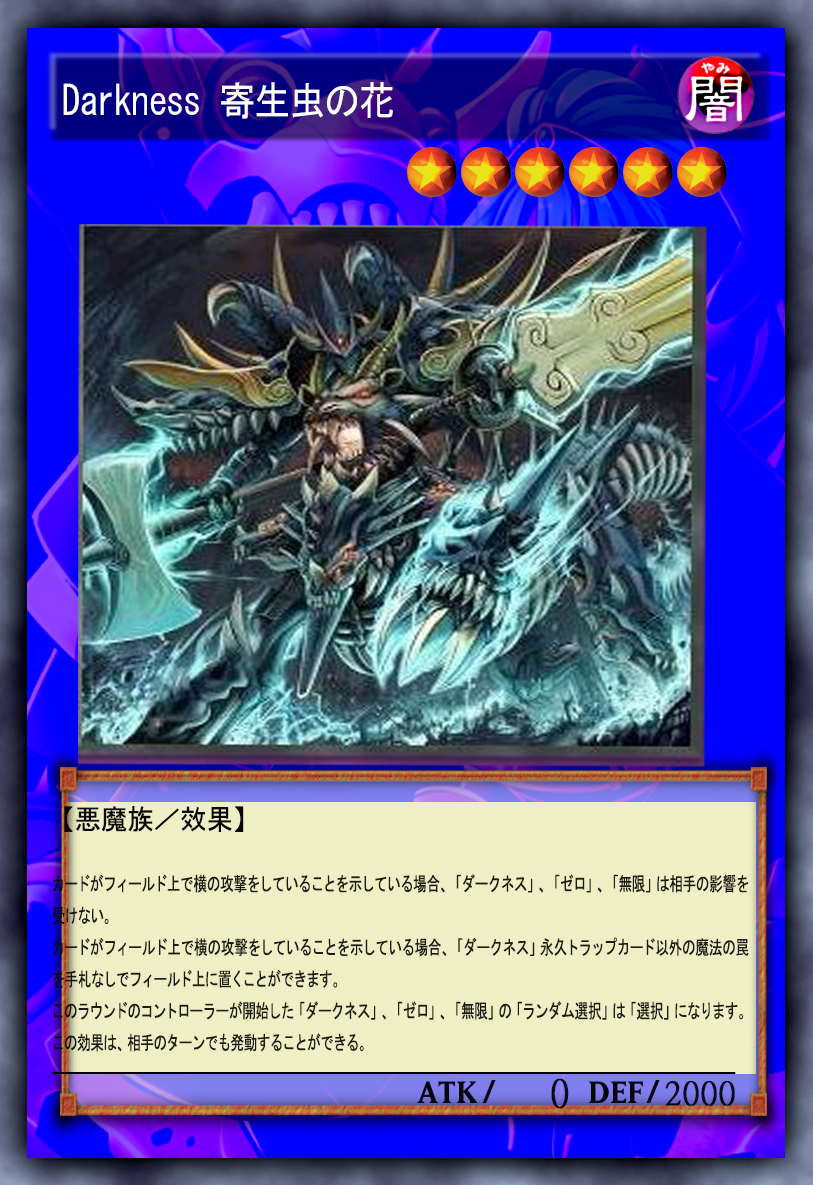 Darkness 寄生虫の花
やみ
闇
【悪魔族／効果】
カードがフィールド上で横の攻撃をしていることを示している場合、「ダークネス」、「ゼロ」、「無限」は相手の影響を
受けない。
カードがフィールド上で横の攻撃をしていることを示している場合、「ダークネス」永久トラップカード以外の魔法の罠
を手札なしでフィールド上に置くことができます。
このラウンドのコントローラーが開始した「ダークネス」、「ゼロ」、「無限」の「ランダム選択」は「選択」になります。
この効果は、相手のターンでも発動することができる。
ATK/ 0 DEF/2000